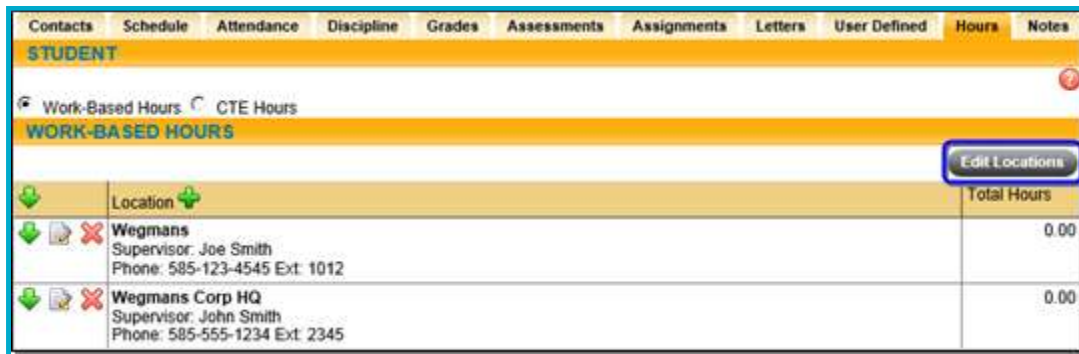 Contacts Schedule Attendance Discipline Grades Assessments Assignments Letters User Defined Hours Notes
STUDENT
?
Work-Based Hours CTE Hours
WORK-BASED HOURS
Edit Locations
Location Total Hours
Wegmans 0.00
Supervisor: Joe Smith
Phone: 585-123-4545 Ext: 1012
Wegmans Corp HQ 0.00
Supervisor: John Smith
Phone: 585-555-1234 Ext: 2345